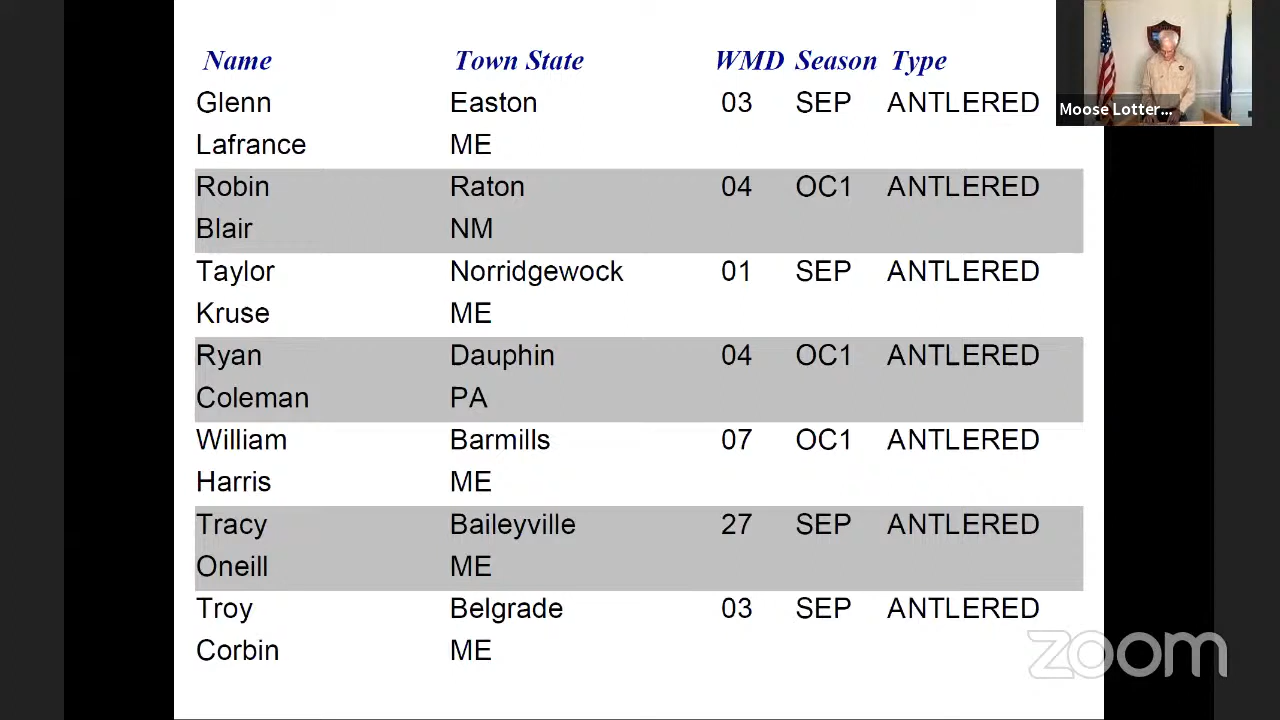 Name Town State WMD Season Type
Glenn Easton 03 SEP ANTLERED
Lafrance ME
Robin Raton 04 OC1 ANTLERED
Blair NM
Taylor Norridgewock 01 SEP ANTLERED
Kruse ME
Ryan Dauphin 04 OC1 ANTLERED
Coleman PA
William Barmills 07 OC1 ANTLERED
Harris ME
Tracy Baileyville 27 SEP ANTLERED
Oneill ME
Troy Belgrade 03 SEP ANTLERED
Corbin ME
Moose Lotter...
zoom